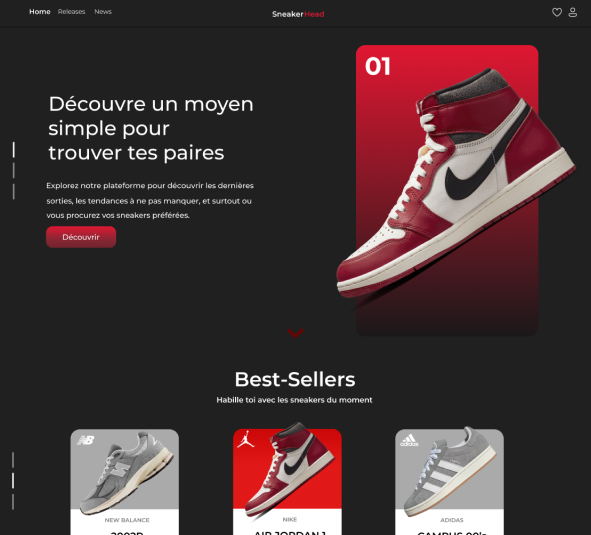 Home Releases News
SneakerHead
01
Découvre un moyen
simple pour
trouver tes paires
Explorez notre plateforme pour découvrir les dernières
sorties, les tendances à ne pas manquer, et surtout ou
vous procurez vos sneakers préférées.
Découvrir
Best-Sellers
Habille toi avec les sneakers du moment
adidas
NEW BALANCE
NIKE
ADIDAS
2002R
AIR JORDAN 1
CAMPUS 00's